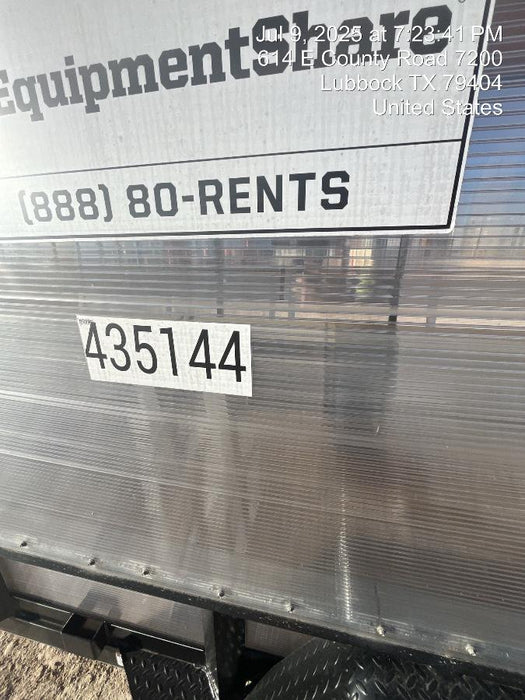 Jul 9, 2025 at 7:23:41 PM
614 E County Road 7200
Lubbock TX 79404
United States
EquipmentShare
(888) 80-RENTS
435144